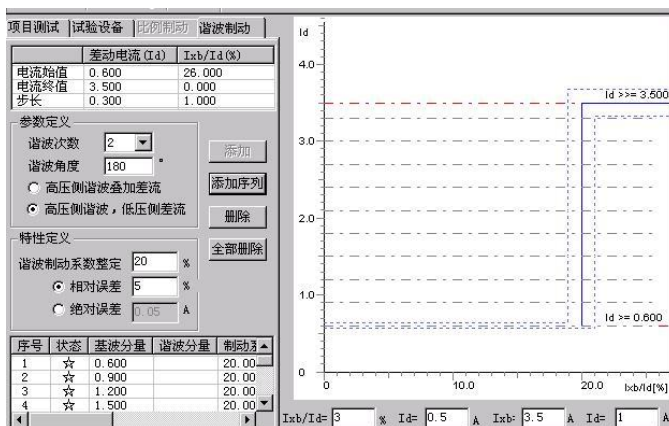 项目测试 试验设备 比例制动 谐波制动
差动电流(Id) Ixb/Id(%)
电流始值 0.600 26.000
电流终值 3.500 0.000
步长 0.300 1.000
参数定义
谐波次数 2
谐波角度 180 °
高压侧谐波叠加差流
高压侧谐波，低压侧差流
添加
添加序列
删除
全部删除
特性定义
谐波制动系数整定 20 %
相对误差 5 %
绝对误差 0.05 A
序号 状态 基波分量 谐波分量 制动系
1 ☆ 0.600 20.00
2 ☆ 0.900 20.00
3 ☆ 1.200 20.00
4 ☆ 1.500 20.00
Id
4.0
3.0
2.0
1.0
0
0 10.0 20.0
Id >>= 3.500
Id >= 0.600
Ixb/Id[%]
Ixb/Id= 3 % Id= 0.5 A Ixb: 3.5 A Id= 1 A